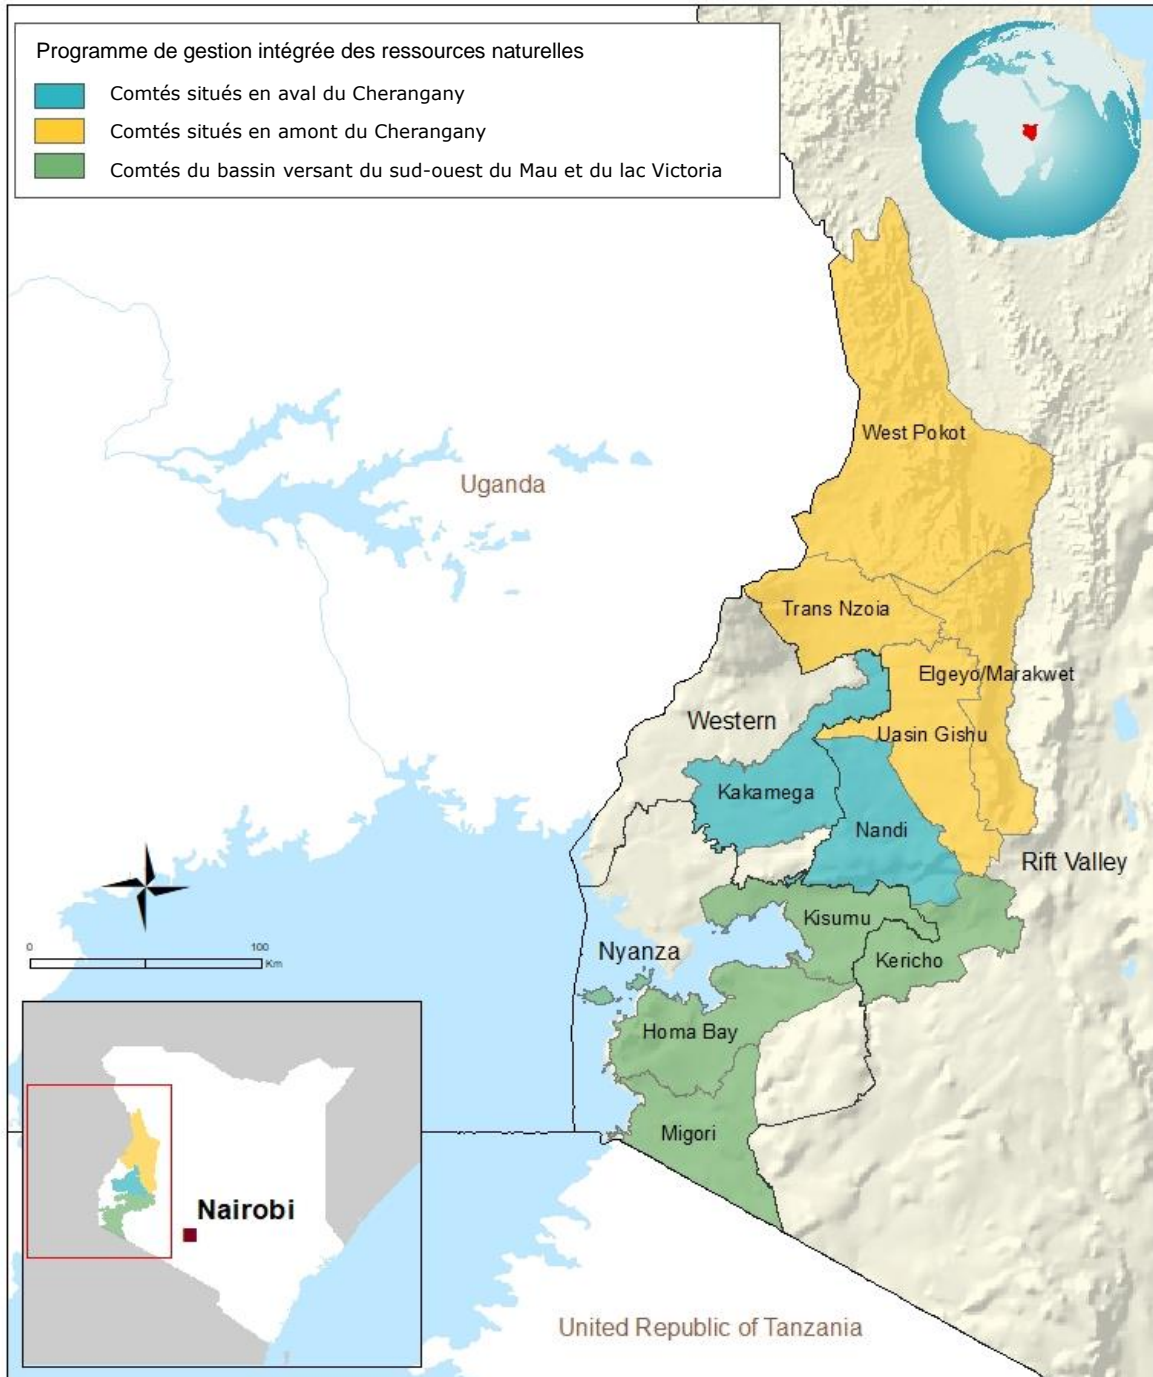 Programme de gestion intégrée des ressources naturelles
Comtés situés en aval du Cherangany
Comtés situés en amont du Cherangany
Comtés du bassin versant du sud-ouest du Mau et du lac Victoria
West Pokot
Uganda
Trans Nzoia
Elgeyo/Marakwet
Western
Uasin Gishu
Kakamega
Nandi
Rift Valley
Kisumu
Nyanza
Kericho
0 100
Km
Homa Bay
Migori
Nairobi
United Republic of Tanzania